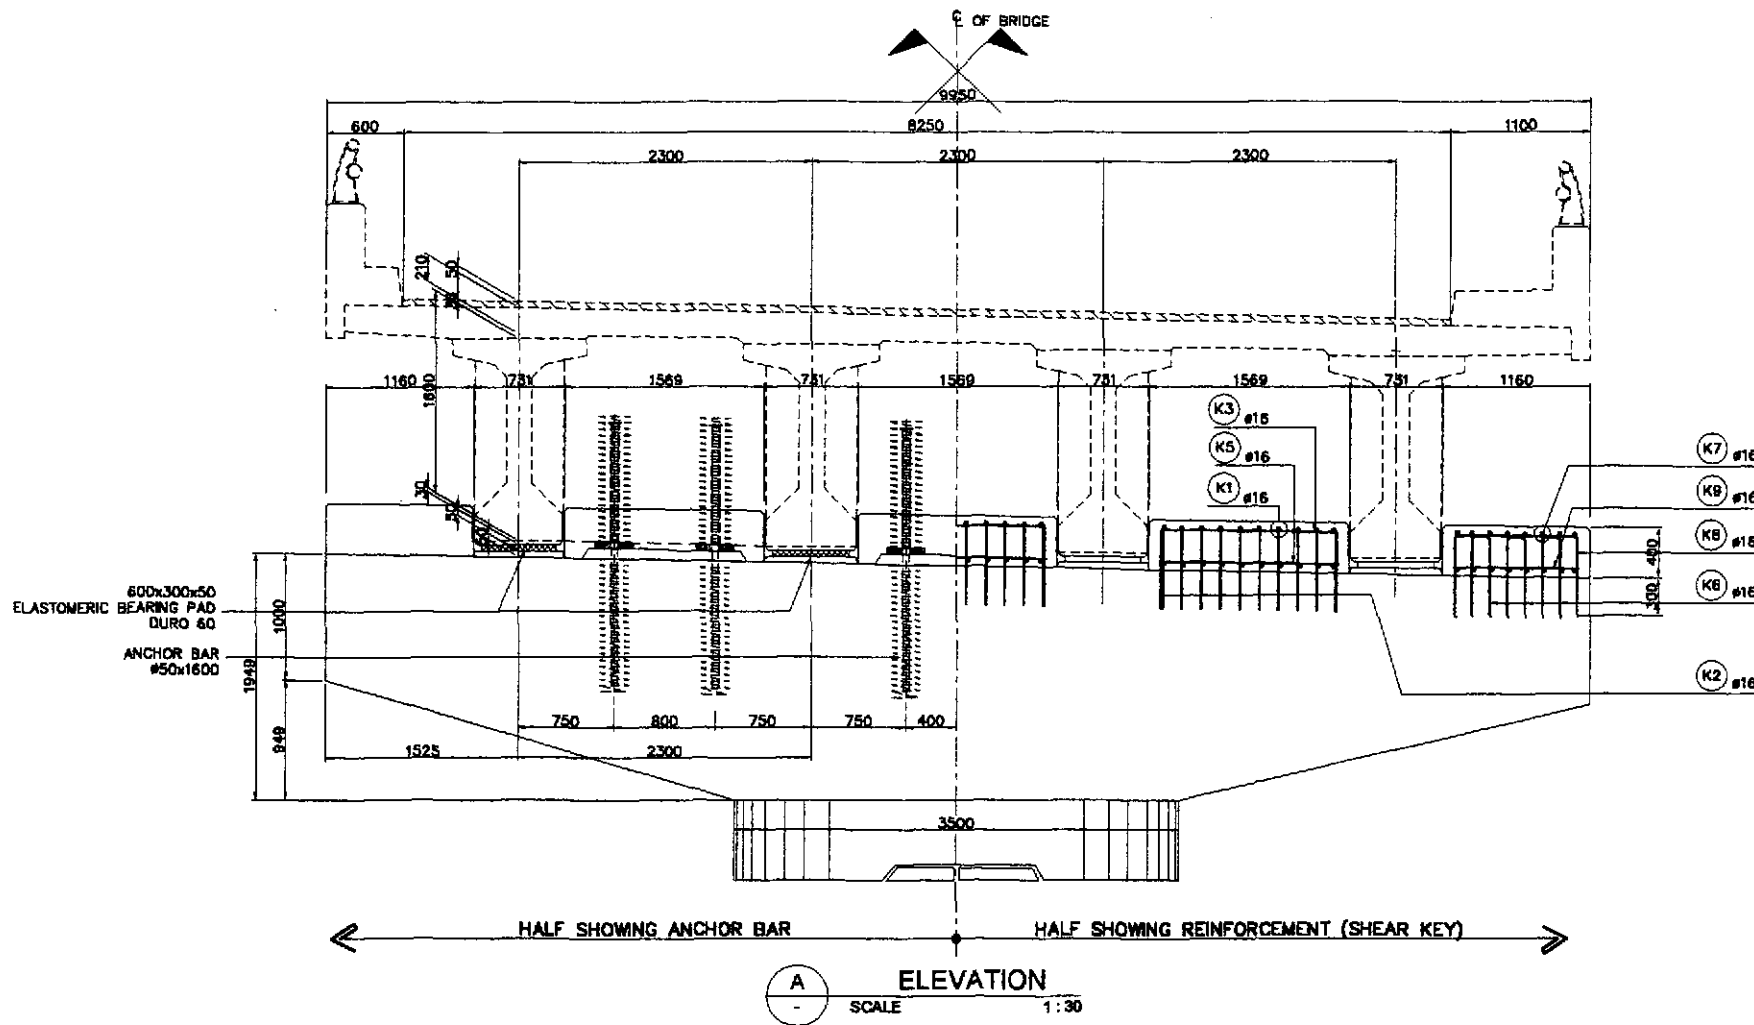 ℄ OF BRIDGE
9950
600 8250 1100
2300 2300 2300
210 50
1160 731 1569 731 1569 731 1569 731 1160
1600
K3 ø16
K5 ø16
K1 ø16
K7 ø16
K9 ø16
K8 ø16
K6 ø16
K2 ø16
30
50
400
300
600x300x50
ELASTOMERIC BEARING PAD
DURO 60
ANCHOR BAR
ø50x1600
1949 1000
949
750 800 750 750 400
1525 2300
3500
HALF SHOWING ANCHOR BAR HALF SHOWING REINFORCEMENT (SHEAR KEY)
A ELEVATION
- SCALE 1:30